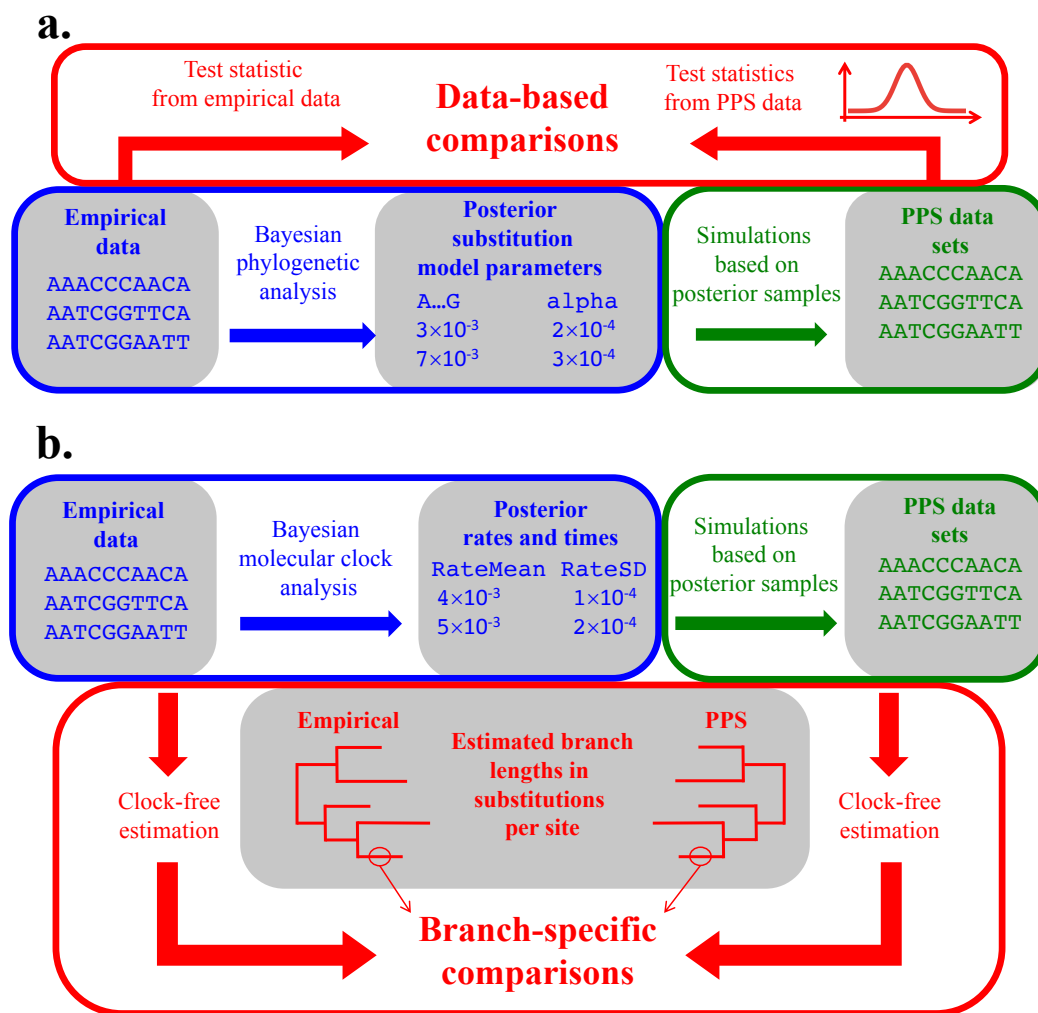 a.
Test statistic
from empirical data
Data-based
comparisons
Test statistics
from PPS data
Empirical
data
AAACCCAACA
AATCGGTTCA
AATCGGAATT
Bayesian
phylogenetic
analysis
Posterior
substitution
model parameters
A…G alpha
3×10⁻³ 2×10⁻⁴
7×10⁻³ 3×10⁻⁴
Simulations
based on
posterior samples
PPS data
sets
AAACCCAACA
AATCGGTTCA
AATCGGAATT
b.
Empirical
data
AAACCCAACA
AATCGGTTCA
AATCGGAATT
Bayesian
molecular clock
analysis
Posterior
rates and times
RateMean RateSD
4×10⁻³ 1×10⁻⁴
5×10⁻³ 2×10⁻⁴
Simulations
based on
posterior samples
PPS data
sets
AAACCCAACA
AATCGGTTCA
AATCGGAATT
Clock-free
estimation
Empirical
Estimated branch
lengths in
substitutions
per site
PPS
Clock-free
estimation
Branch-specific
comparisons